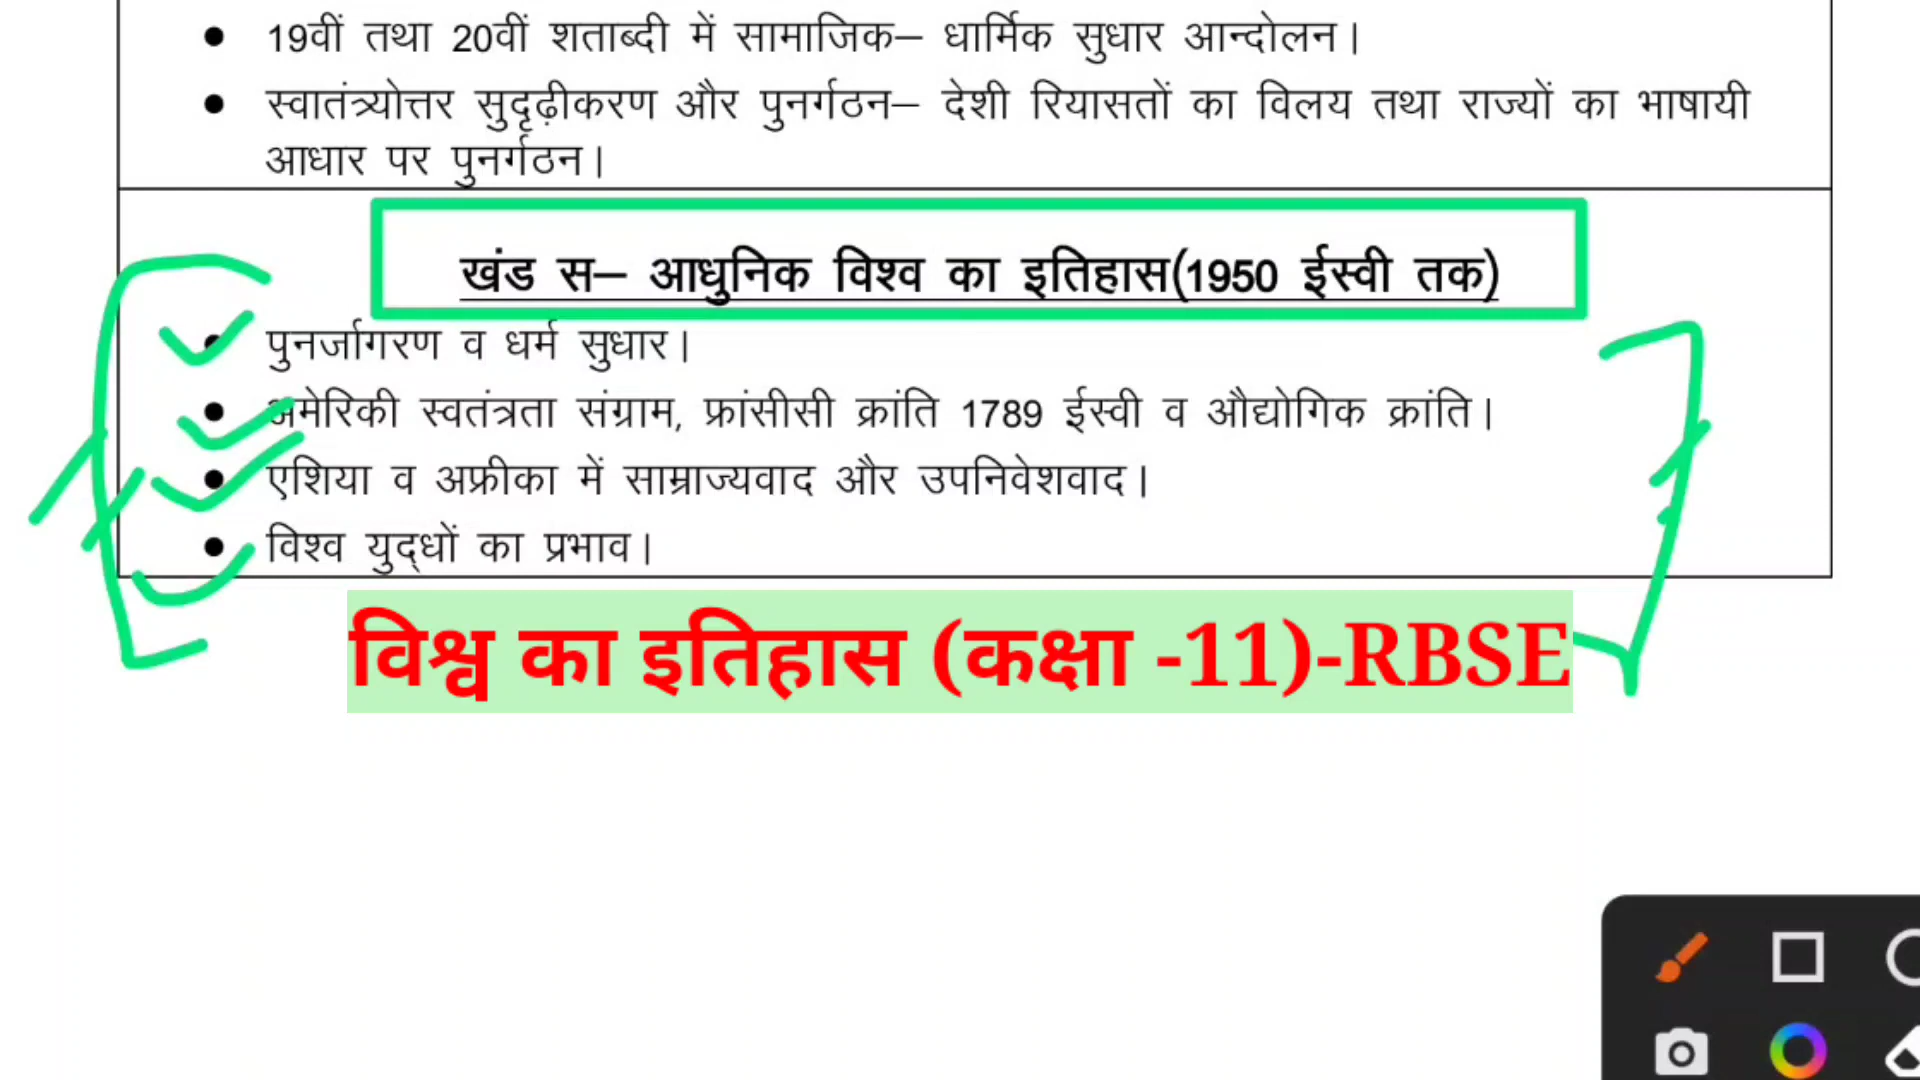 19वीं तथा 20वीं शताब्दी में सामाजिक– धार्मिक सुधार आन्दोलन।
स्वातंत्र्योत्तर सुदृढ़ीकरण और पुनर्गठन– देशी रियासतों का विलय तथा राज्यों का भाषायी
आधार पर पुनर्गठन।
खंड स– आधुनिक विश्व का इतिहास(1950 ईस्वी तक)
पुनर्जागरण व धर्म सुधार।
अमेरिकी स्वतंत्रता संग्राम, फ्रांसीसी क्रांति 1789 ईस्वी व औद्योगिक क्रांति।
एशिया व अफ्रीका में साम्राज्यवाद और उपनिवेशवाद।
विश्व युद्धों का प्रभाव।
विश्व का इतिहास (कक्षा -11)-RBSE